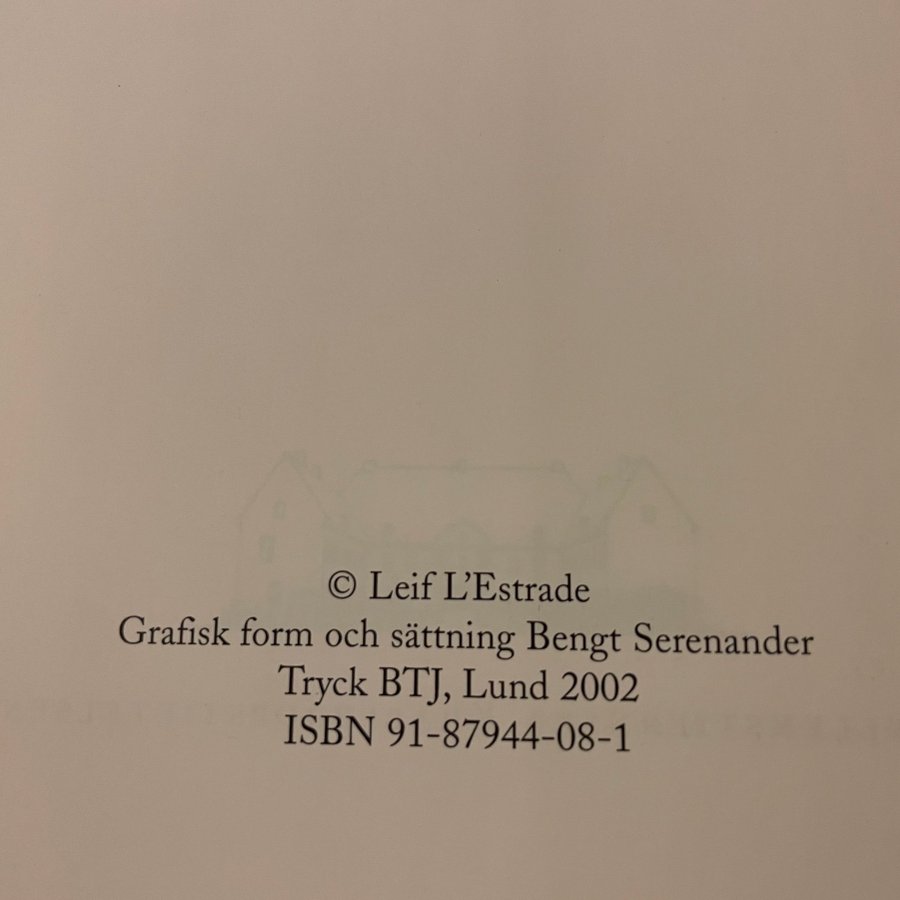 © Leif L’Estrade
Grafisk form och sättning Bengt Serenander
Tryck BTJ, Lund 2002
ISBN 91-87944-08-1